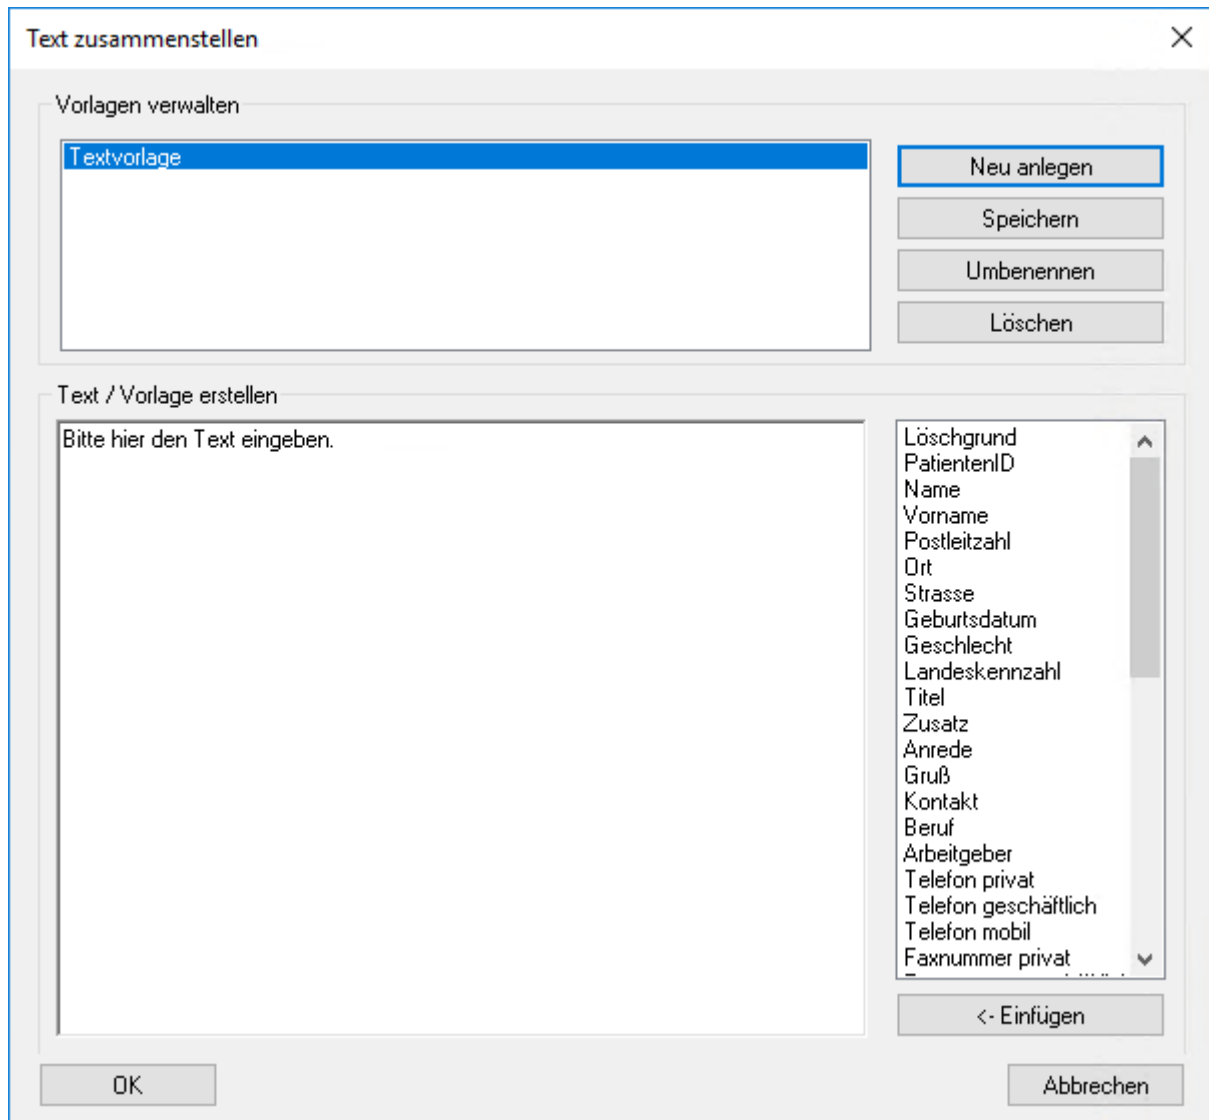 Text zusammenstellen
Vorlagen verwalten
Textvorlage
Neu anlegen
Speichern
Umbenennen
Löschen
Text / Vorlage erstellen
Bitte hier den Text eingeben.
Löschgrund
PatientenID
Name
Vorname
Postleitzahl
Ort
Strasse
Geburtsdatum
Geschlecht
Landeskennzahl
Titel
Zusatz
Anrede
Gruß
Kontakt
Beruf
Arbeitgeber
Telefon privat
Telefon geschäftlich
Telefon mobil
Faxnummer privat
<- Einfügen
OK
Abbrechen